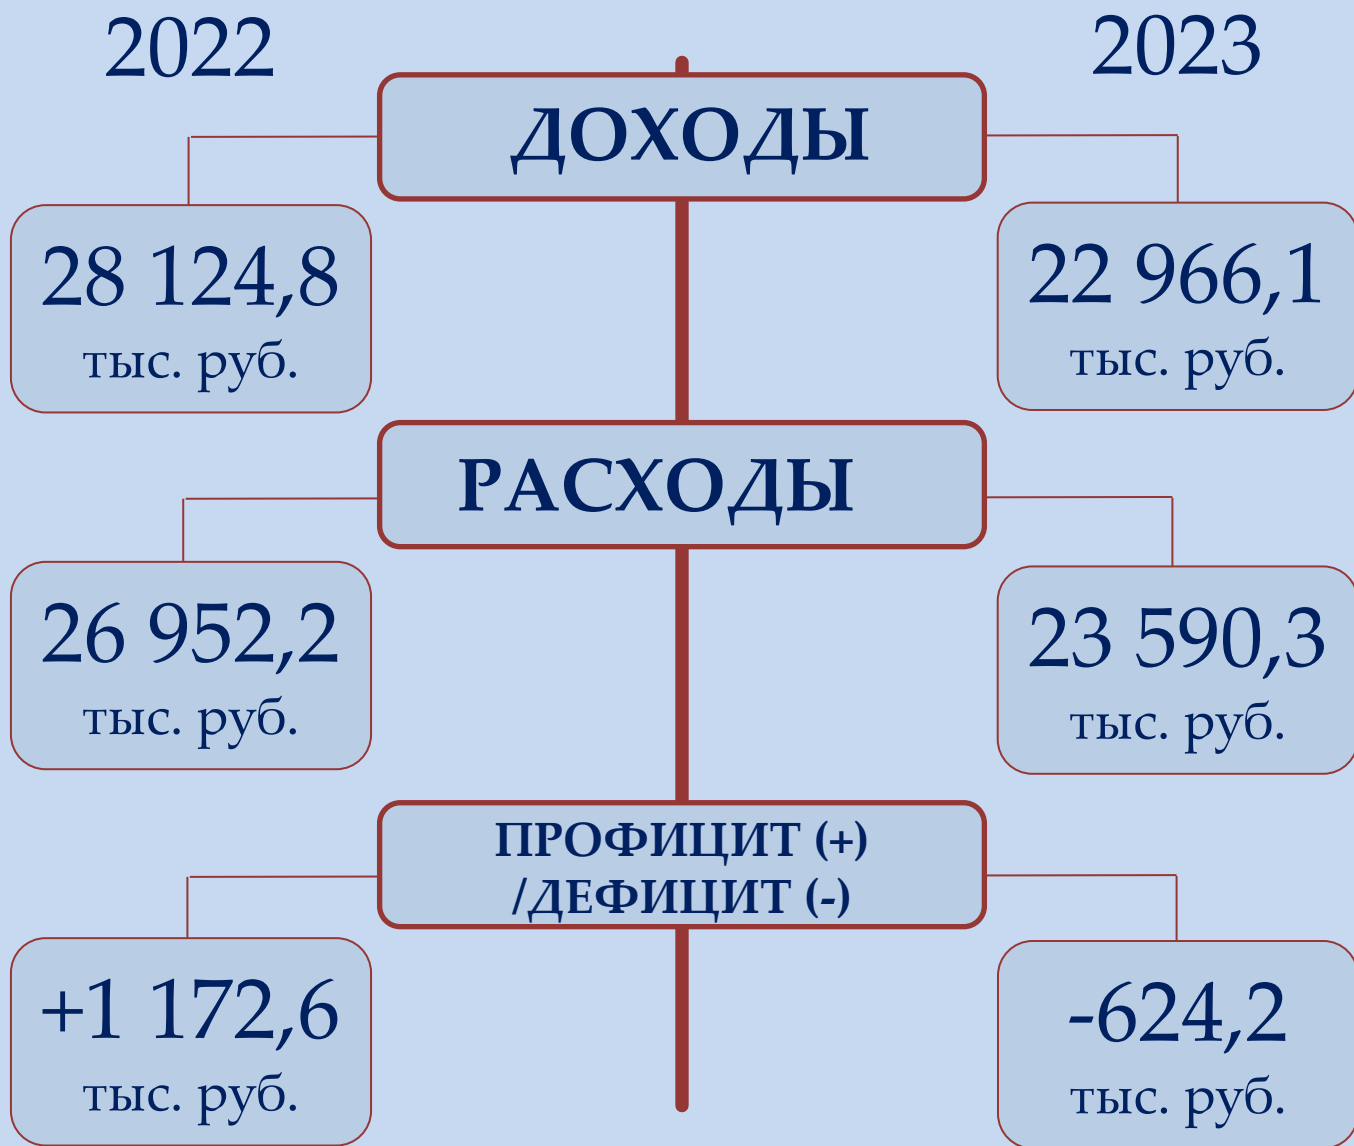 2022
2023
ДОХОДЫ
28 124,8
тыс. руб.
22 966,1
тыс. руб.
РАСХОДЫ
26 952,2
тыс. руб.
23 590,3
тыс. руб.
ПРОФИЦИТ (+)
/ДЕФИЦИТ (-)
+1 172,6
тыс. руб.
-624,2
тыс. руб.